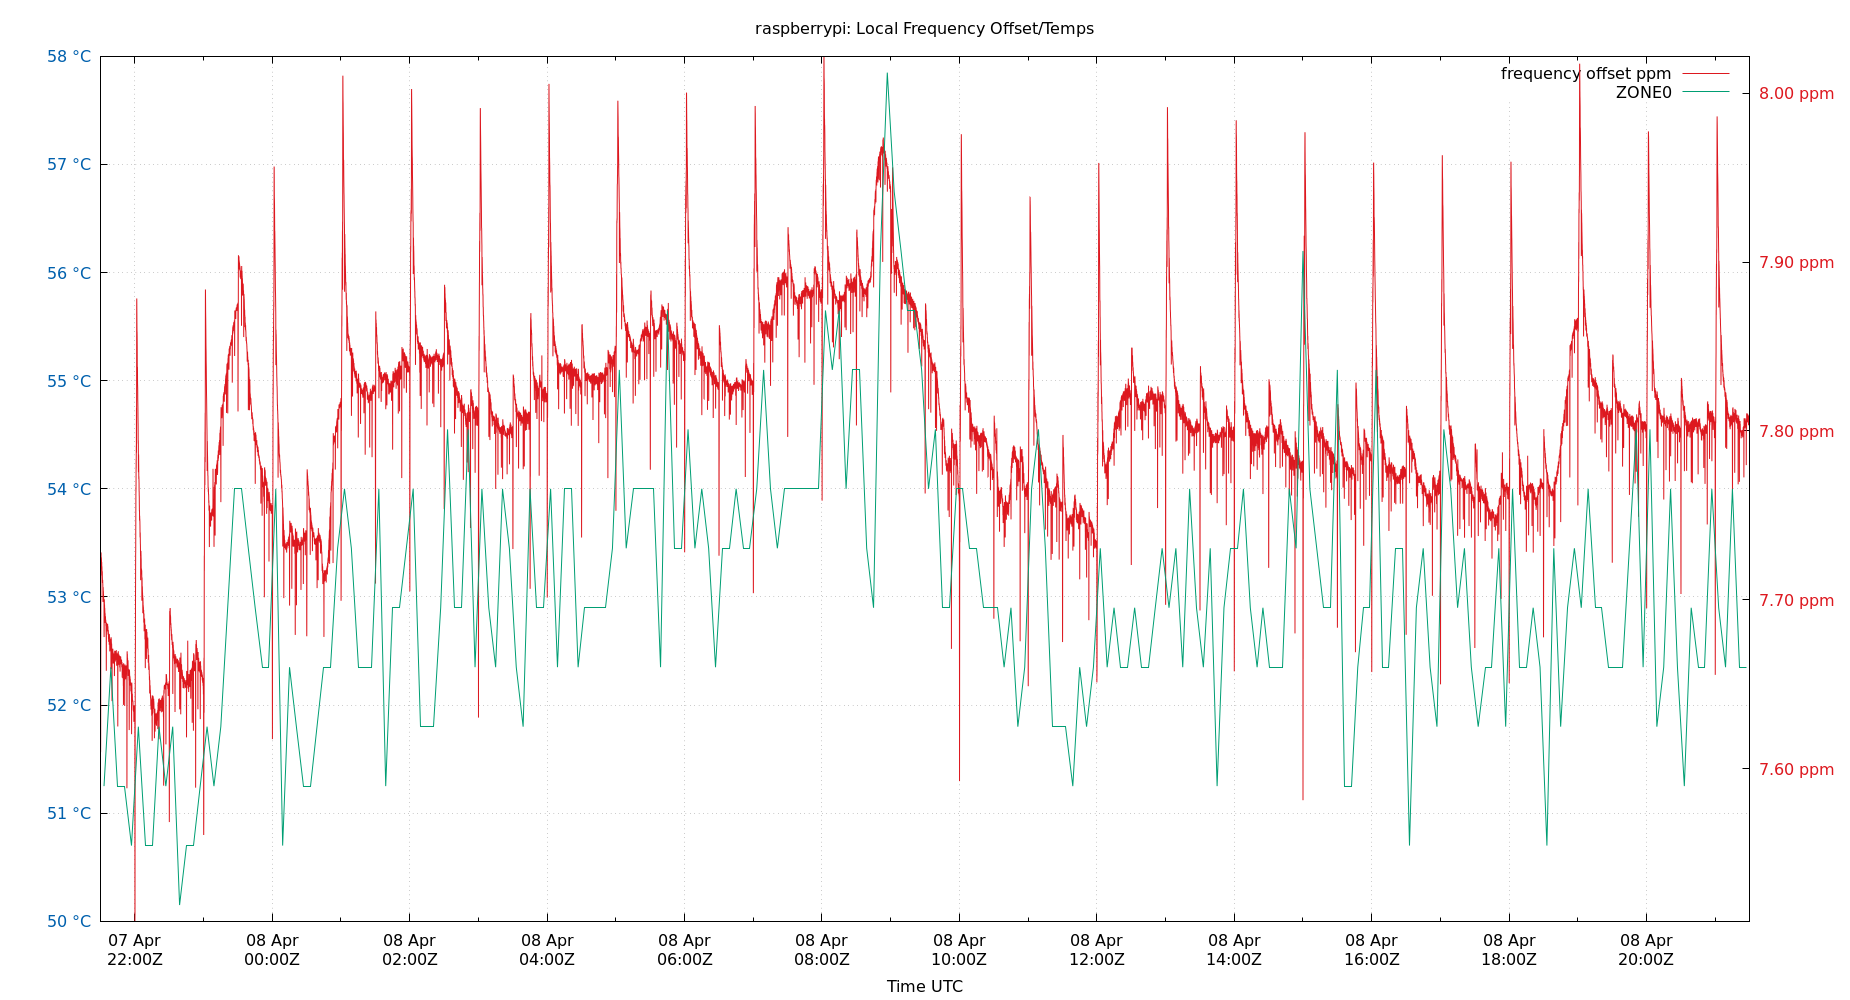 raspberrypi: Local Frequency Offset/Temps
frequency offset ppm
ZONE0
58 °C
57 °C
56 °C
55 °C
54 °C
53 °C
52 °C
51 °C
50 °C
8.00 ppm
7.90 ppm
7.80 ppm
7.70 ppm
7.60 ppm
07 Apr 08 Apr 08 Apr 08 Apr 08 Apr 08 Apr 08 Apr 08 Apr 08 Apr 08 Apr 08 Apr 08 Apr
22:00Z 00:00Z 02:00Z 04:00Z 06:00Z 08:00Z 10:00Z 12:00Z 14:00Z 16:00Z 18:00Z 20:00Z
Time UTC